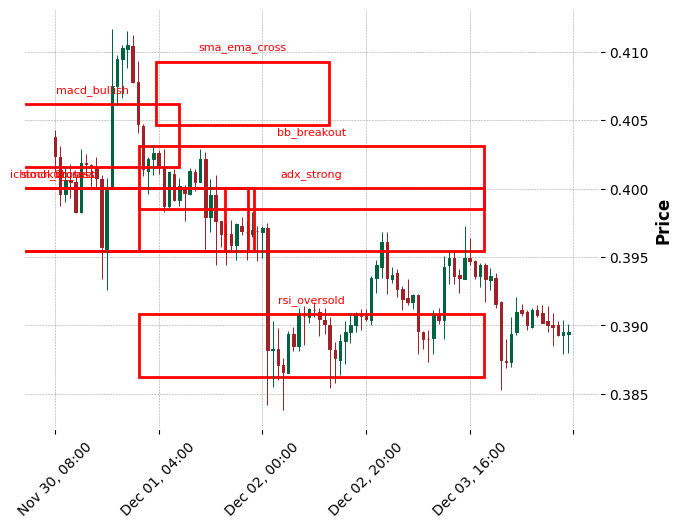 sma_ema_cross
0.410
macd_bullish
0.405
bb_breakout
adx_strong
0.400
Price
0.395
rsi_oversold
0.390
0.385
Nov 30, 08:00
Dec 01, 04:00
Dec 02, 00:00
Dec 02, 20:00
Dec 03, 16:00